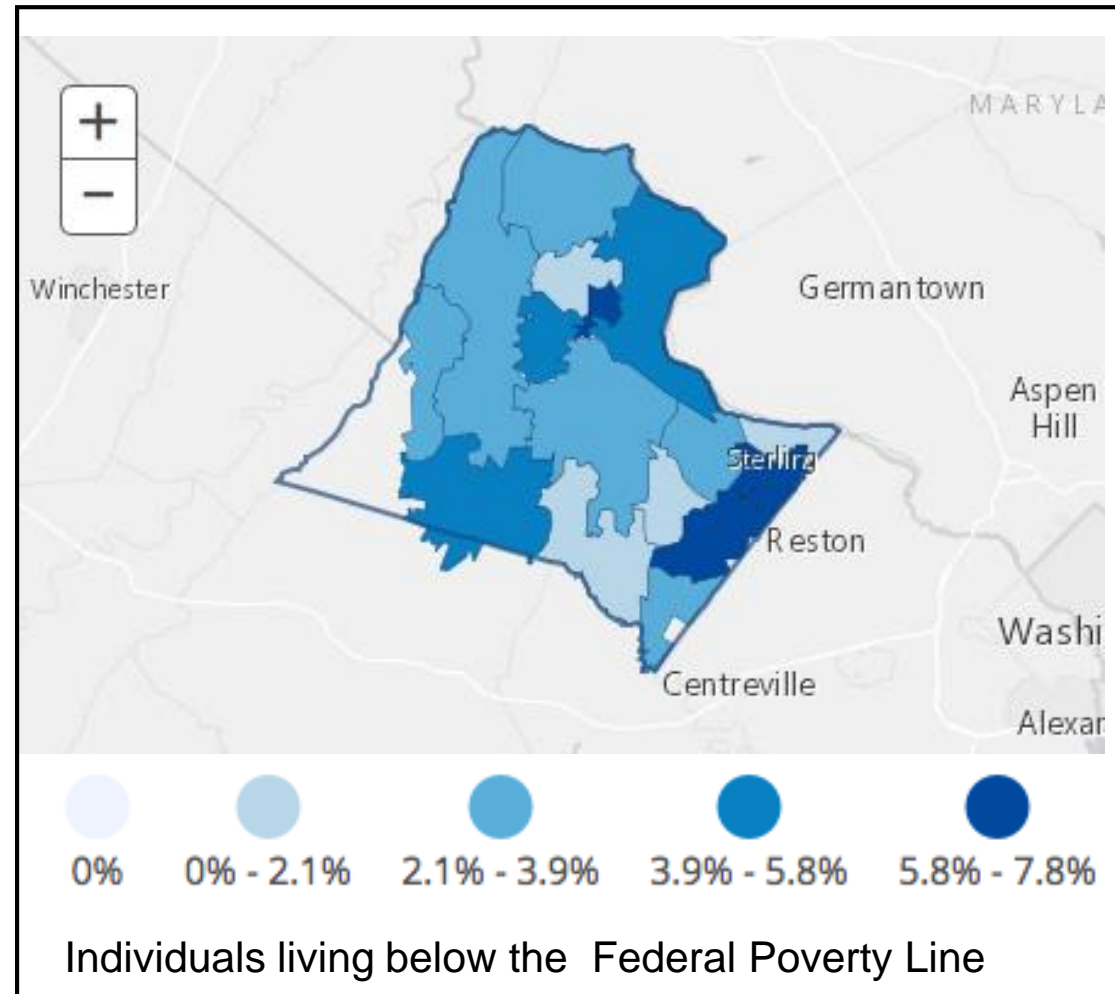 +
MARYLA
−
Winchester
Germantown
Aspen
Hill
Sterling
Reston
Washi
Centreville
Alexar
0%
0% - 2.1%
2.1% - 3.9%
3.9% - 5.8%
5.8% - 7.8%
Individuals living below the Federal Poverty Line